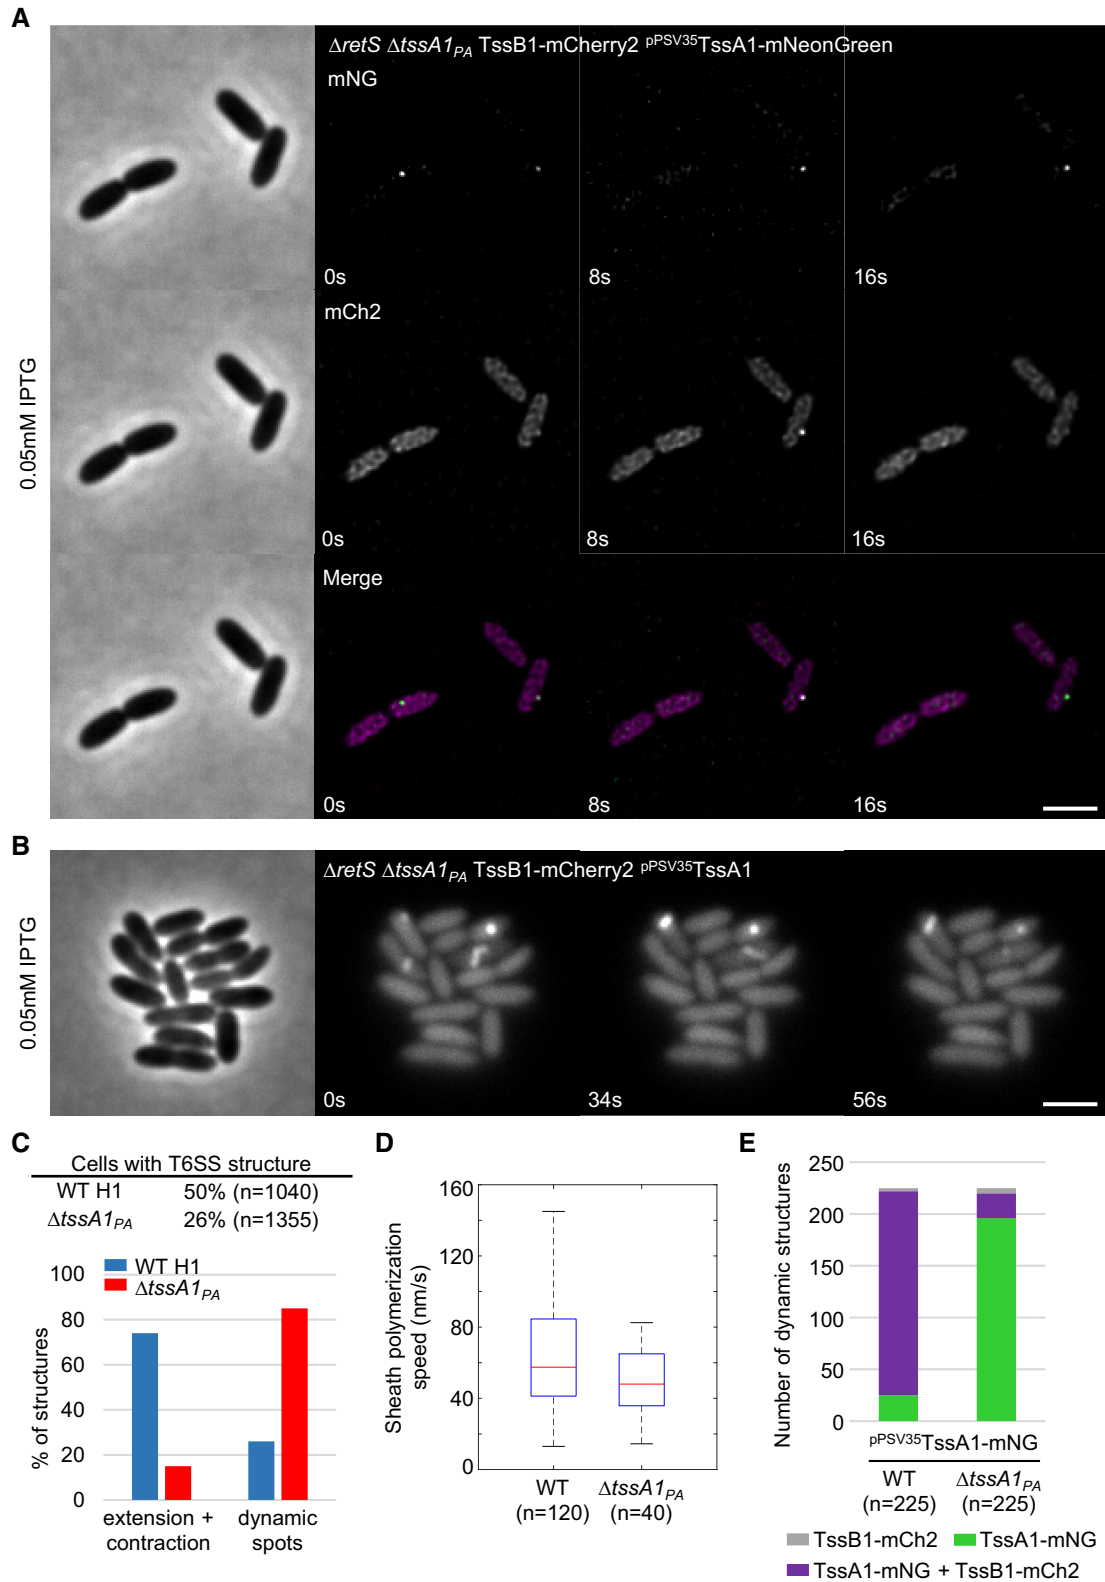 A
ΔretS ΔtssA1PA TssB1-mCherry2 pPSV35TssA1-mNeonGreen
mNG
0s
8s
16s
0.05mM IPTG
mCh2
0s
8s
16s
Merge
0s
8s
16s
B
ΔretS ΔtssA1PA TssB1-mCherry2 pPSV35TssA1
0.05mM IPTG
0s
34s
56s
C
Cells with T6SS structure
WT H1 50% (n=1040)
ΔtssA1PA 26% (n=1355)
WT H1
ΔtssA1PA
% of structures
100
80
60
40
20
0
extension + contraction
dynamic spots
D
Sheath polymerization speed (nm/s)
160
120
80
40
0
WT (n=120)
ΔtssA1PA (n=40)
E
Number of dynamic structures
250
200
150
100
50
0
pPSV35TssA1-mNG
WT (n=225)
ΔtssA1PA (n=225)
TssB1-mCh2
TssA1-mNG
TssA1-mNG + TssB1-mCh2